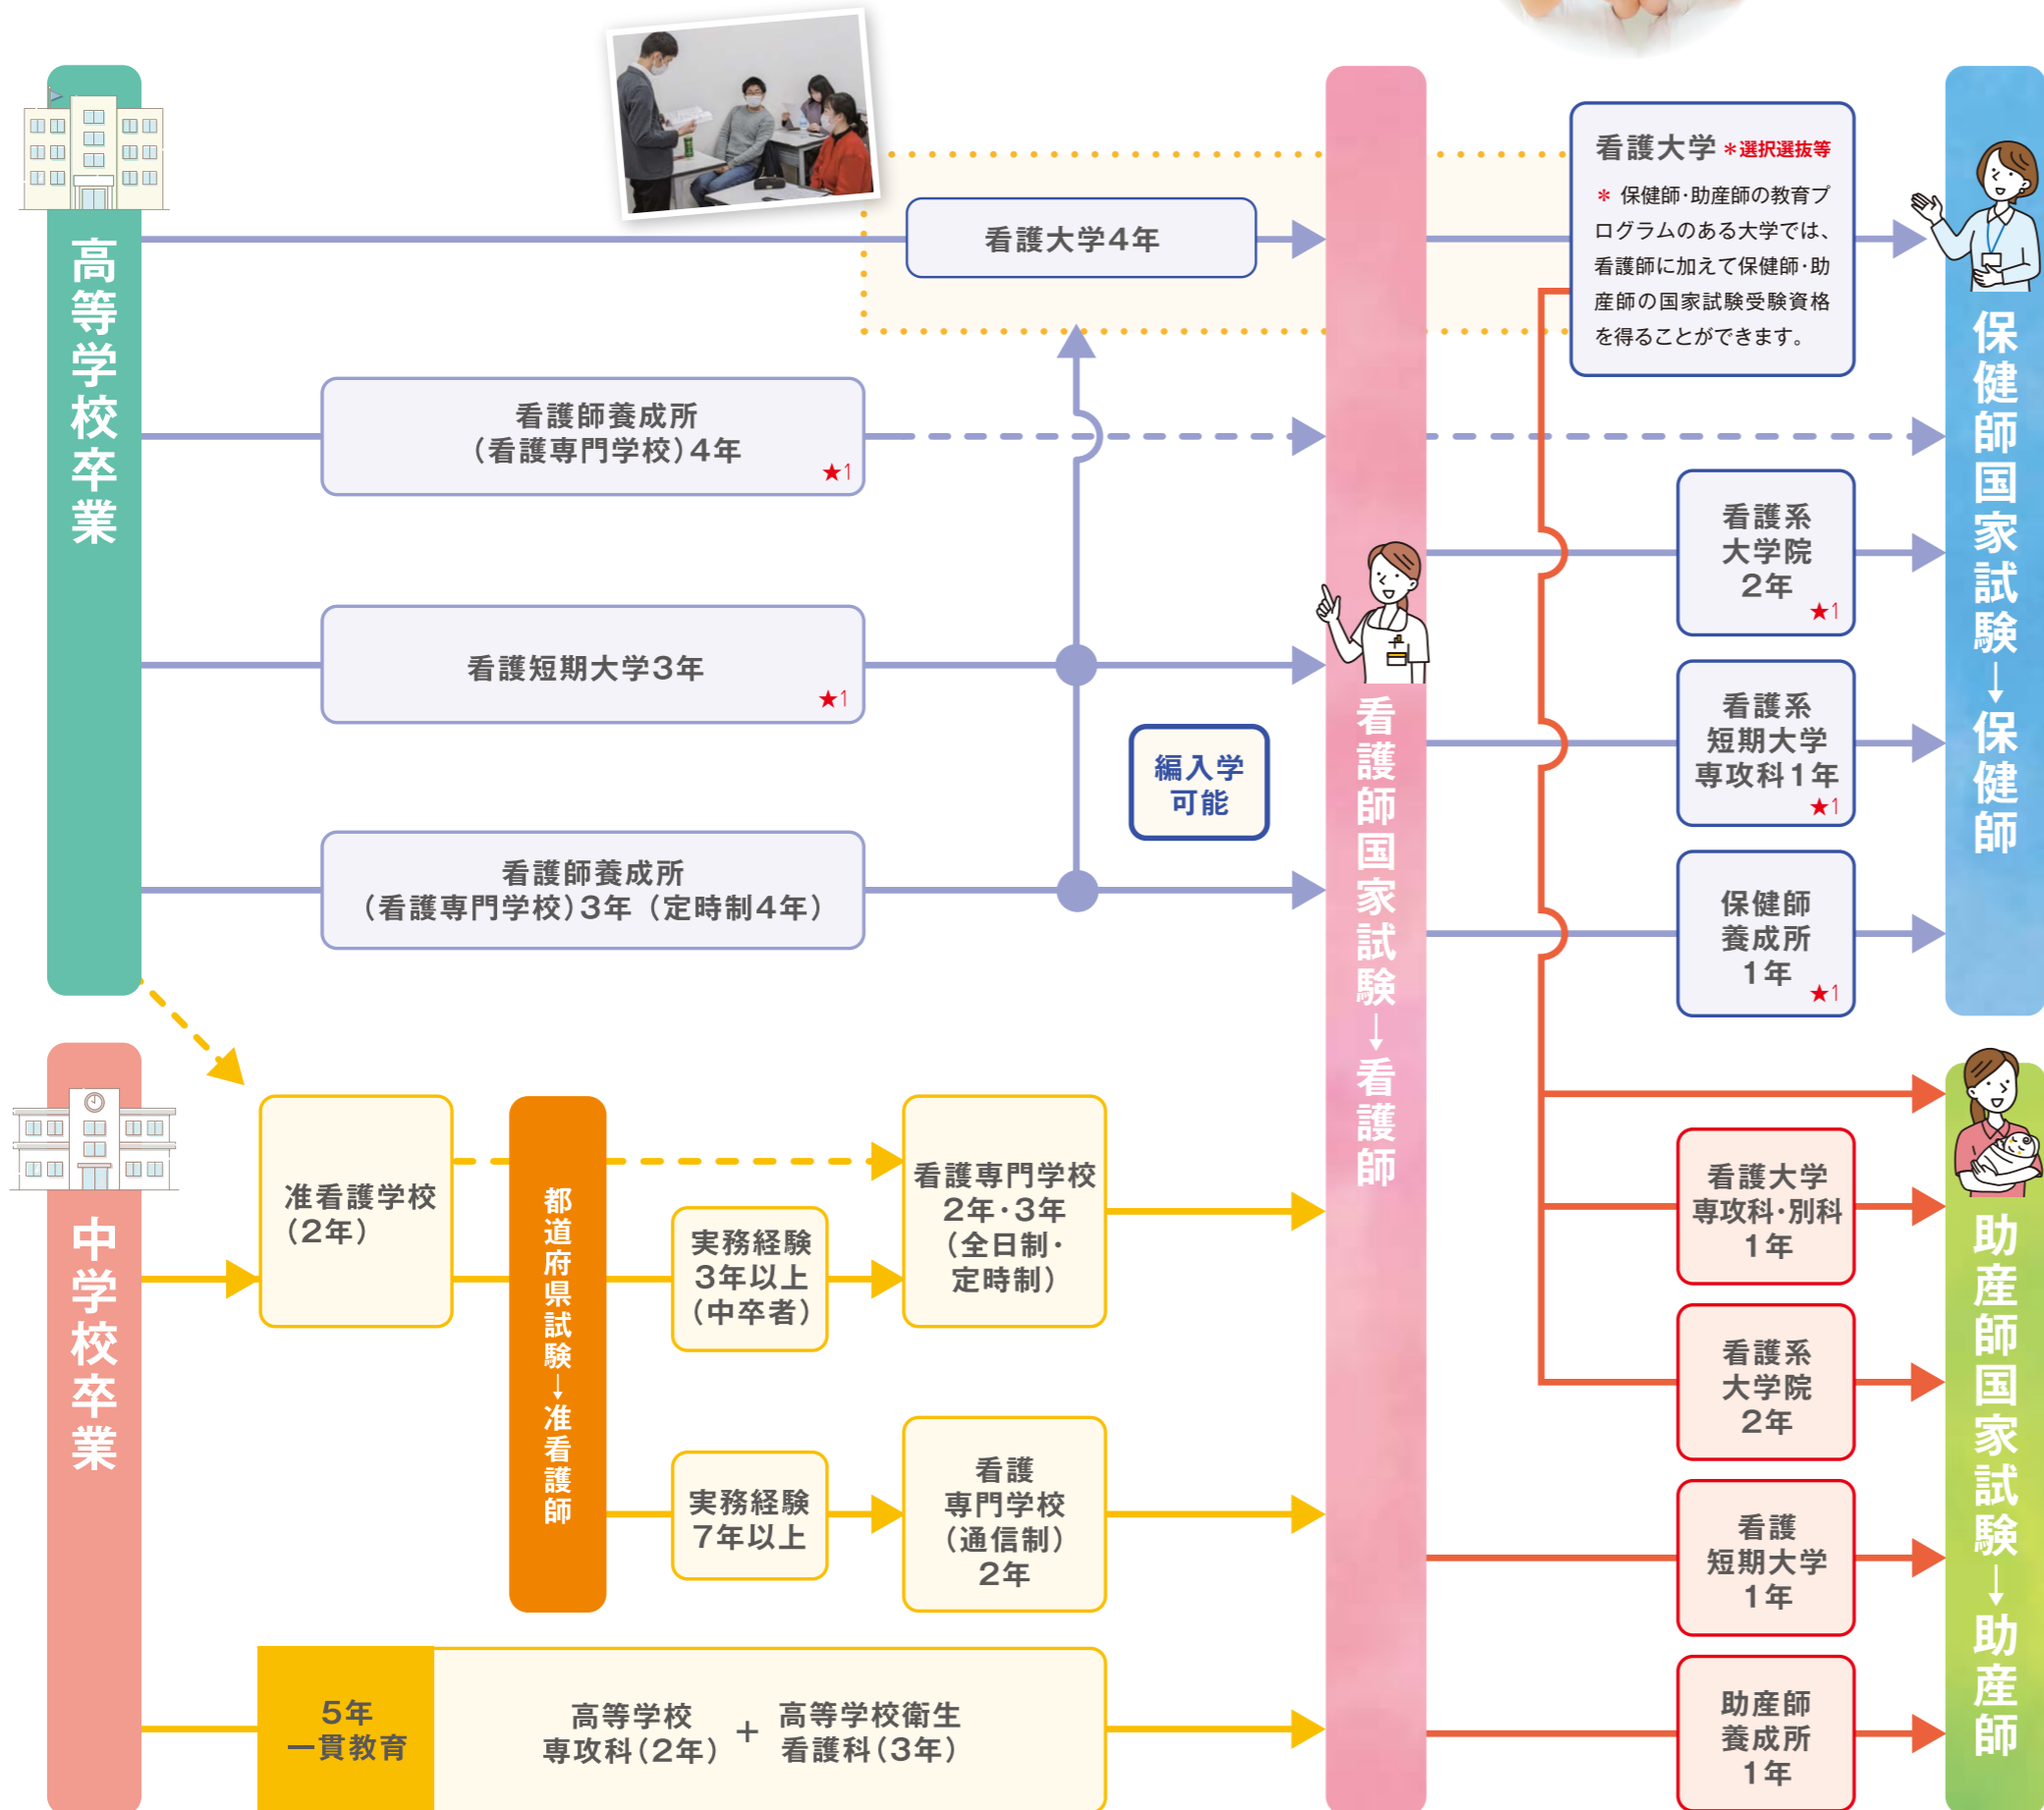 高等学校卒業
看護大学4年
看護師養成所
（看護専門学校）4年
★1
看護短期大学3年
★1
看護師養成所
（看護専門学校）3年（定時制4年）
編入学
可能
看護師国家試験→看護師
看護大学 *選択選抜等
* 保健師・助産師の教育プ
ログラムのある大学では、
看護師に加えて保健師・助
産師の国家試験受験資格
を得ることができます。
看護系
大学院
2年
★1
看護系
短期大学
専攻科1年
★1
保健師
養成所
1年
★1
保健師国家試験→保健師
中学校卒業
准看護学校
（2年）
都道府県試験→准看護師
実務経験
3年以上
（中卒者）
看護専門学校
2年・3年
（全日制・
定時制）
実務経験
7年以上
看護
専門学校
（通信制）
2年
5年
一貫教育
高等学校
専攻科（2年）
+
高等学校衛生
看護科（3年）
看護大学
専攻科・別科
1年
看護系
大学院
2年
看護
短期大学
1年
助産師
養成所
1年
助産師国家試験→助産師